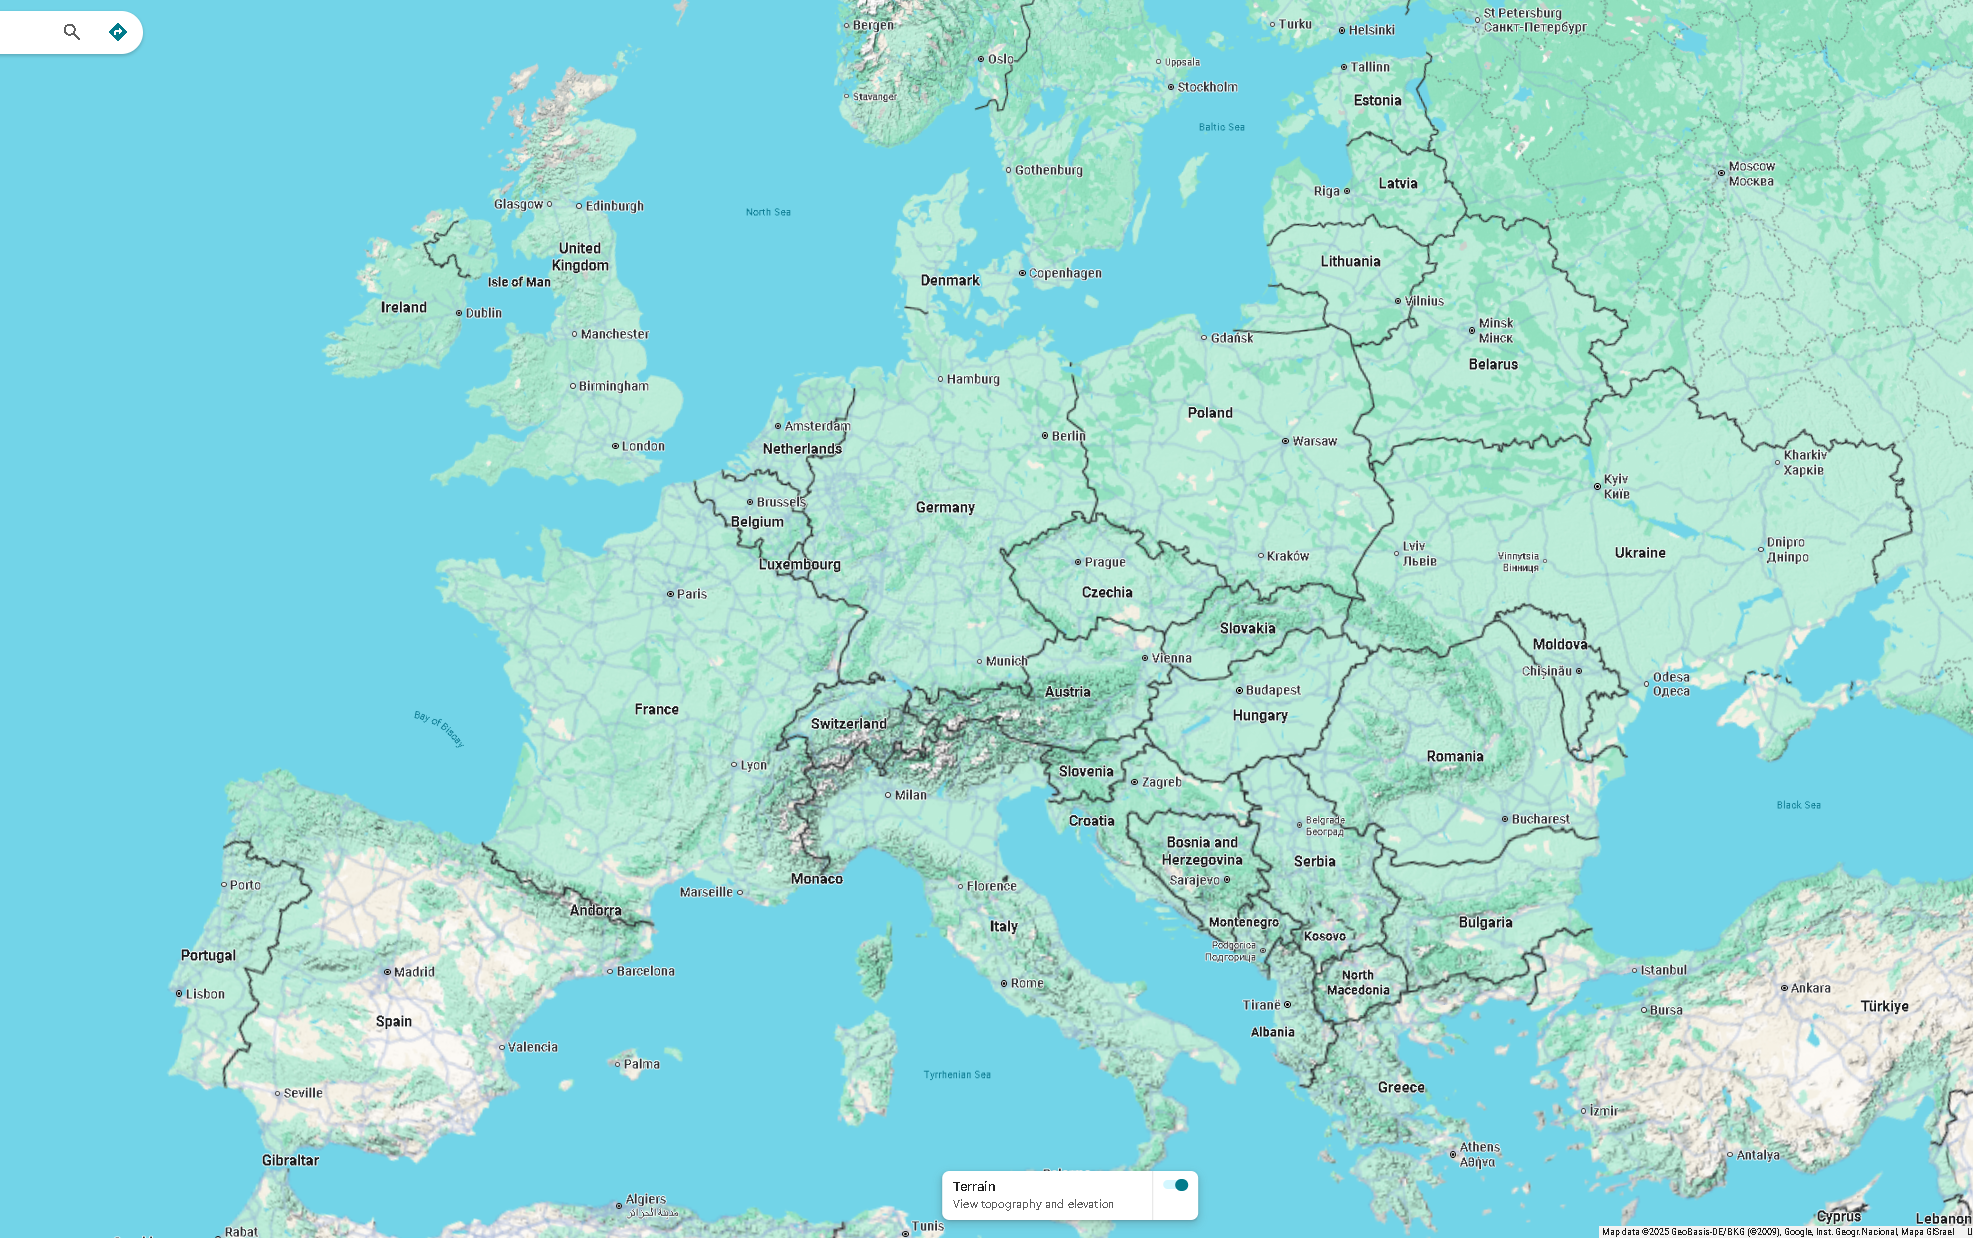 Bergen
Oslo
Turku
Helsinki
St Petersburg
Санкт-Петербург
Uppsala
Stockholm
Tallinn
Stavanger
Estonia
Baltic Sea
Gothenburg
Moscow
Москва
Riga
Latvia
Glasgow
Edinburgh
North Sea
United
Kingdom
Lithuania
Isle of Man
Denmark
Copenhagen
Vilnius
Ireland
Dublin
Minsk
Мінск
Manchester
Gdańsk
Belarus
Hamburg
Birmingham
Poland
Amsterdam
Berlin
Warsaw
London
Netherlands
Kharkiv
Харків
Kyiv
Київ
Brussels
Germany
Belgium
Lviv
Львів
Vinnytsia
Вінниця
Ukraine
Dnipro
Дніпро
Luxembourg
Prague
Kraków
Paris
Czechia
Slovakia
Moldova
Munich
Vienna
Chișinău
Odesa
Одеса
Austria
Budapest
France
Switzerland
Hungary
Bay of Biscay
Romania
Lyon
Slovenia
Zagreb
Milan
Black Sea
Croatia
Belgrade
Београд
Bucharest
Bosnia and
Herzegovina
Serbia
Monaco
Sarajevo
Porto
Marseille
Florence
Andorra
Italy
Montenegro
Kosovo
Bulgaria
Podgorica
Подгорица
Portugal
Madrid
Barcelona
Rome
North
Macedonia
Istanbul
Ankara
Lisbon
Tiranë
Bursa
Türkiye
Spain
Albania
Valencia
Palma
Tyrrhenian Sea
Seville
Greece
İzmir
Athens
Αθήνα
Antalya
Gibraltar
Terrain
View topography and elevation
Algiers
مدينة الجزائر
Tunis
Rabat
Cyprus
Lebanon
Map data ©2025 GeoBasis-DE/BKG (©2009), Google, Inst. Geogr. Nacional, Mapa GISrael